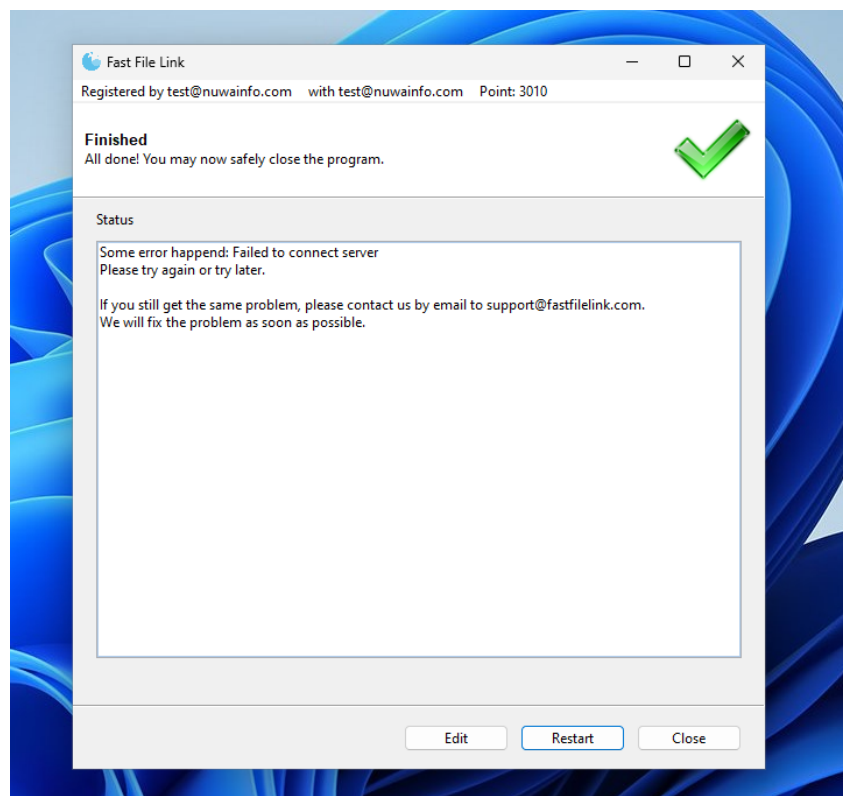 Fast File Link
Registered by test@nuwainfo.com with test@nuwainfo.com Point: 3010
Finished
All done! You may now safely close the program.
Status
Some error happend: Failed to connect server
Please try again or try later.
If you still get the same problem, please contact us by email to support@fastfilelink.com.
We will fix the problem as soon as possible.
Edit Restart Close